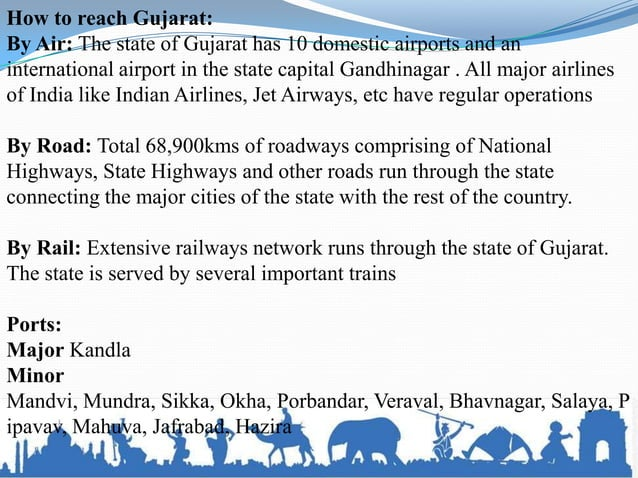 How to reach Gujarat:
By Air: The state of Gujarat has 10 domestic airports and an
international airport in the state capital Gandhinagar . All major airlines
of India like Indian Airlines, Jet Airways, etc have regular operations
By Road: Total 68,900kms of roadways comprising of National
Highways, State Highways and other roads run through the state
connecting the major cities of the state with the rest of the country.
By Rail: Extensive railways network runs through the state of Gujarat.
The state is served by several important trains
Ports:
Major Kandla
Minor
Mandvi, Mundra, Sikka, Okha, Porbandar, Veraval, Bhavnagar, Salaya, P
ipavav, Mahuva, Jafrabad, Hazira